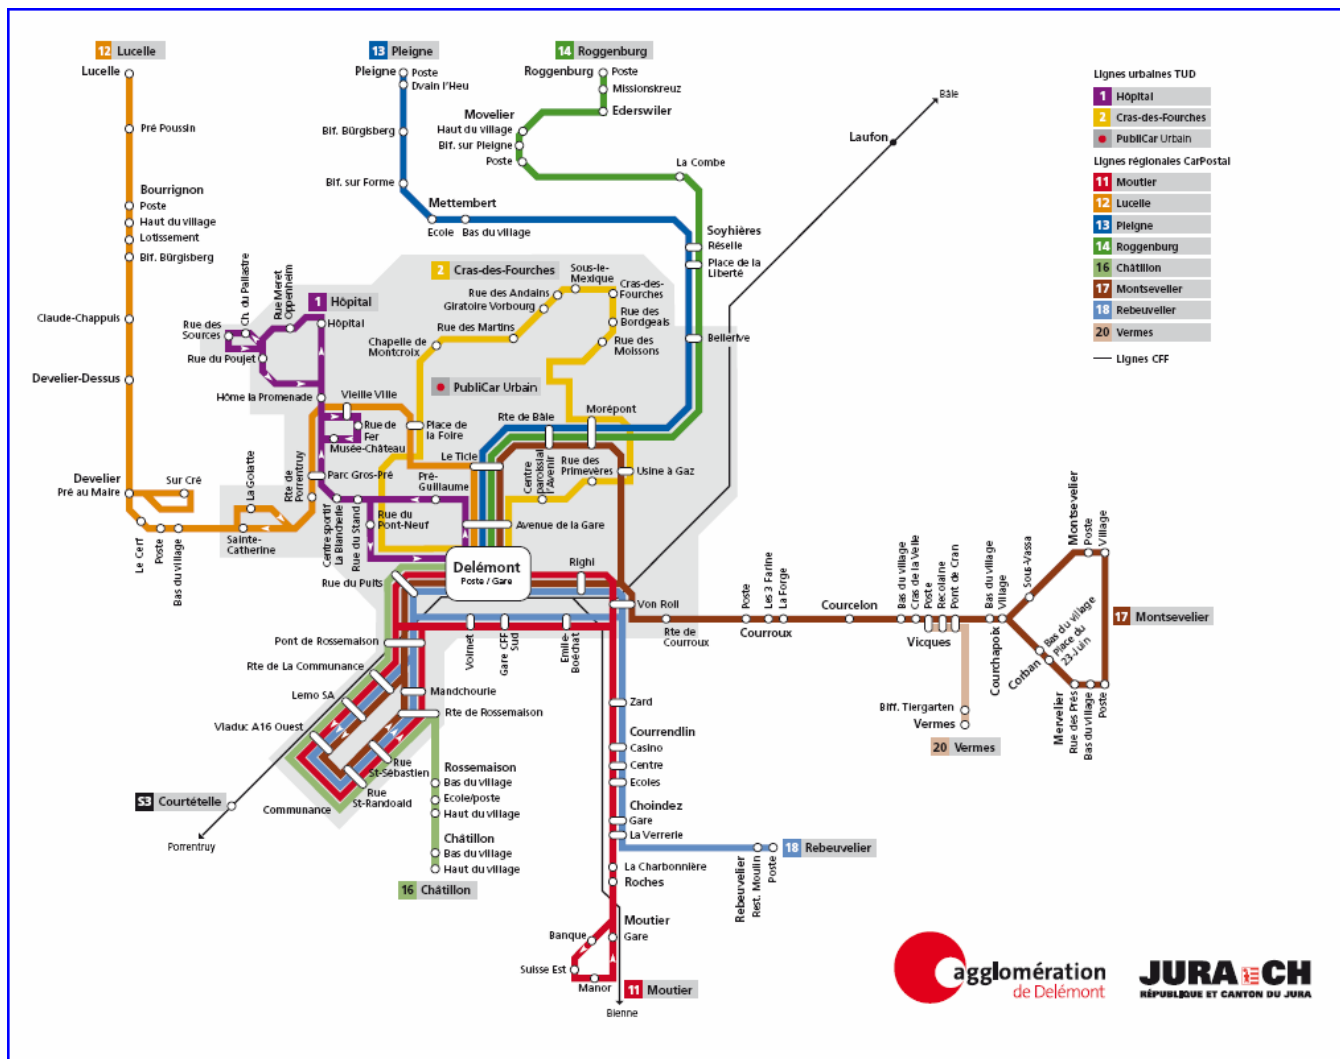 12 Lucelle
Lucelle
Pré Poussin
Bourrignon
Poste
Haut du village
Lotissement
Bif. Bürgisberg
Claude-Chappuis
Develier-Dessus
Develier
Pré au Maire
Sur Cré
Le Cerf
Poste
Bas du village
La Golatte
Sainte-
Catherine
Rte de
Porrentruy
13 Pleigne
Pleigne
Poste
Dvain l'Heu
Bif. Bürgisberg
Bif. sur Forme
Mettembert
Ecole
Bas du village
14 Roggenburg
Roggenburg
Poste
Missionskreuz
Ederswiler
Movelier
Haut du village
Bif. sur Pleigne
Poste
La Combe
Soyhières
Réselle
Place de la
Liberté
Bellerive
Laufon
Bâle
Lignes urbaines TUD
1 Hôpital
2 Cras-des-Fourches
PubliCar Urbain
Lignes régionales CarPostal
11 Moutier
12 Lucelle
13 Pleigne
14 Roggenburg
16 Châtillon
17 Montsevelier
18 Rebeuvelier
20 Vermes
Lignes CFF
2 Cras-des-Fourches
Sous-le-
Mexique
Cras-des-
Fourches
Rue des Andains
Giratoire Vorbourg
Rue des
Bordgeais
Rue des Martins
Rue des
Moissons
Chapelle de
Montcroix
PubliCar Urbain
1 Hôpital
Ch. du Palastre
Rue Meret
Oppenheim
Rue des
Sources
Hôpital
Rue du Poujet
Hôme la Promenade
Vieille Ville
Rue de
Fer
Musée-Château
Place de
la Foire
Parc Gros-Pré
Le Ticle
Rte de Bâle
Morépont
Centre
paroissial
l'Avenir
Rue des
Primevères
Usine à Gaz
Pré-
Guillaume
Rue du
Pont-Neuf
Centre sportif
La Blancherie
Rue du Stand
Avenue de la Gare
Delémont
Poste / Gare
Righi
Rue du Puits
Von Roll
Pont de Rossemaison
Voirnet
Gare CFF
Sud
Emile-
Boéchat
Rte de La Communance
Lemo SA
Viaduc A16 Ouest
Mandchourie
Rte de Rossemaison
Rue
St-Sébastien
Rue
St-Randoald
Communance
S3 Courtételle
Porrentruy
Rossemaison
Bas du village
Ecole/poste
Haut du village
Châtillon
Bas du village
Haut du village
16 Châtillon
Zard
Courrendlin
Casino
Centre
Ecoles
Choindez
Gare
La Verrerie
La Charbonnière
Roches
Moutier
Gare
Banque
Suisse Est
Manor
11 Moutier
Bienne
Rebeuvelier
Rest. Moulin
Poste
18 Rebeuvelier
Rte de
Courroux
Poste
Les 3 Farine
La Forge
Courroux
Courcelon
Bas du village
Cras de la Velle
Poste
Recolaine
Pont de Cran
Vicques
Biff. Tiergarten
Vermes
20 Vermes
Bas du village
Village
Courchapoix
Sous-Vassa
Montsevelier
Poste
Village
Corban
Bas du village
Place du
23-Juin
Mervelier
Rue des Prés
Bas du village
Poste
17 Montsevelier
agglomération
de Delémont
JURA CH
RÉPUBLIQUE ET CANTON DU JURA